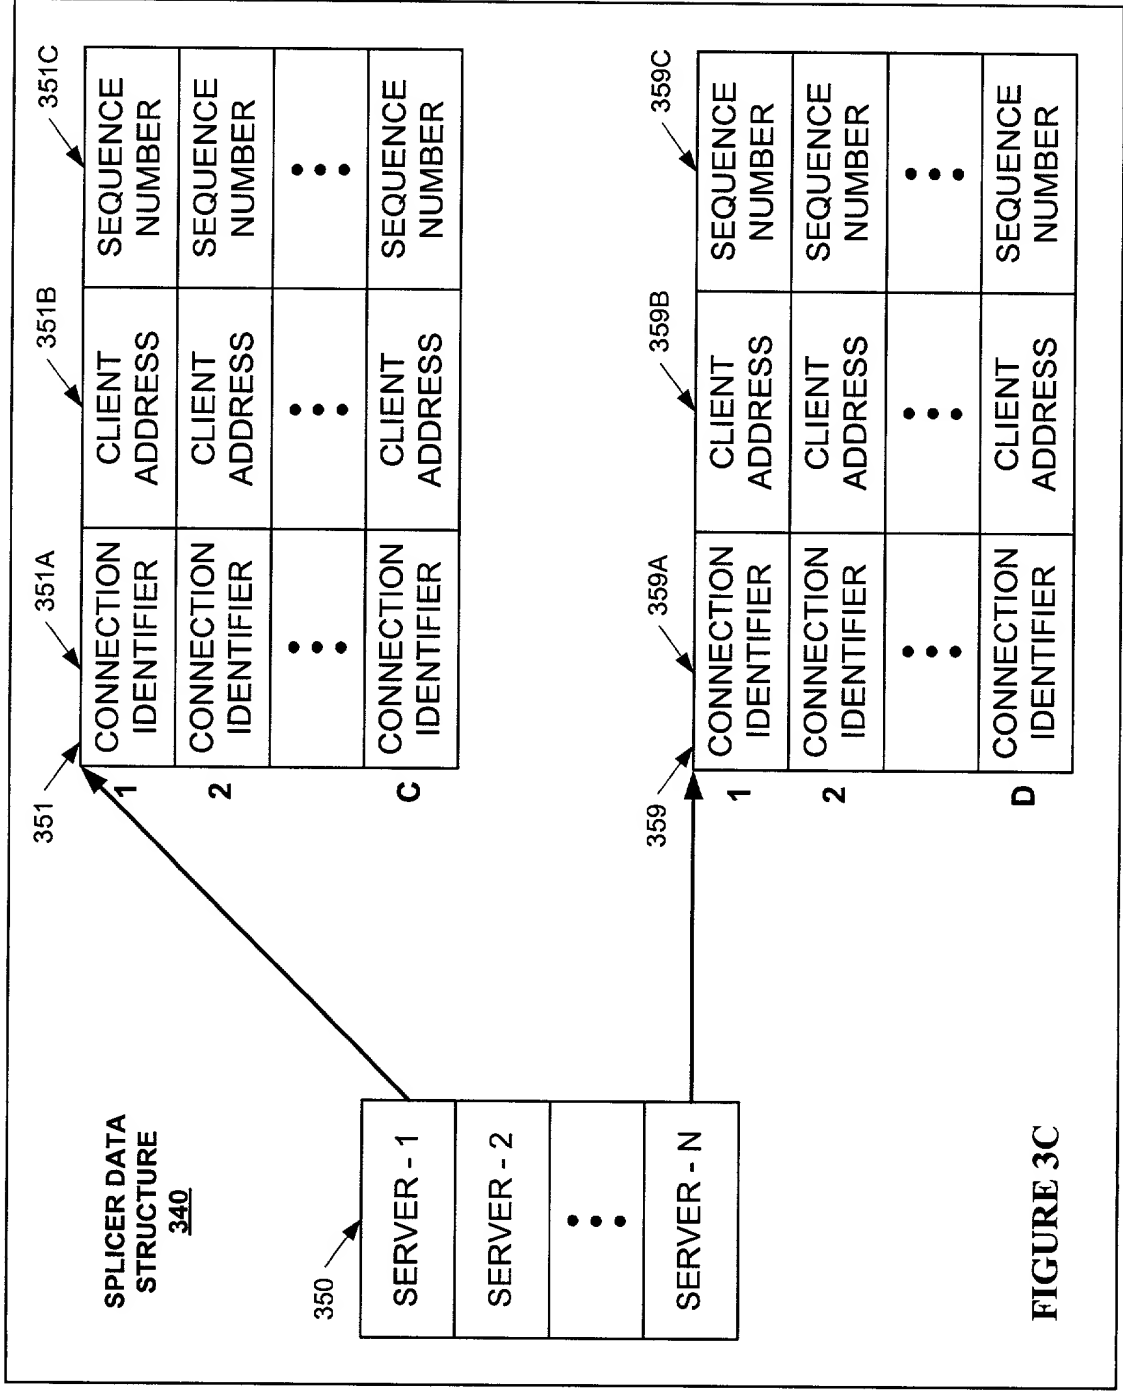 SPLICER DATA
STRUCTURE
340
350
SERVER - 1
SERVER - 2
SERVER - N
351
351A
351B
351C
1
CONNECTION
IDENTIFIER
CLIENT
ADDRESS
SEQUENCE
NUMBER
2
CONNECTION
IDENTIFIER
CLIENT
ADDRESS
SEQUENCE
NUMBER
C
CONNECTION
IDENTIFIER
CLIENT
ADDRESS
SEQUENCE
NUMBER
359
359A
359B
359C
1
CONNECTION
IDENTIFIER
CLIENT
ADDRESS
SEQUENCE
NUMBER
2
CONNECTION
IDENTIFIER
CLIENT
ADDRESS
SEQUENCE
NUMBER
D
CONNECTION
IDENTIFIER
CLIENT
ADDRESS
SEQUENCE
NUMBER
FIGURE 3C